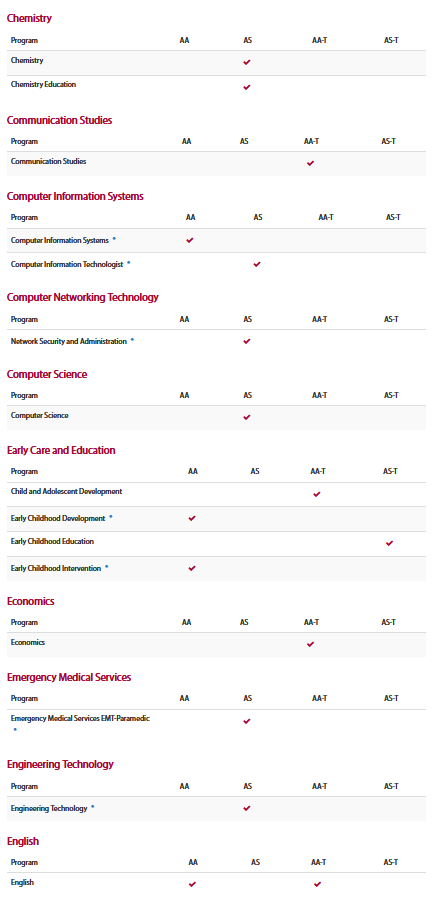 Chemistry
Program AA AS AA-T AS-T
Chemistry ✔
Chemistry Education ✔
Communication Studies
Program AA AS AA-T AS-T
Communication Studies ✔
Computer Information Systems
Program AA AS AA-T AS-T
Computer Information Systems * ✔
Computer Information Technologist * ✔
Computer Networking Technology
Program AA AS AA-T AS-T
Network Security and Administration * ✔
Computer Science
Program AA AS AA-T AS-T
Computer Science ✔
Early Care and Education
Program AA AS AA-T AS-T
Child and Adolescent Development ✔
Early Childhood Development * ✔
Early Childhood Education ✔
Early Childhood Intervention * ✔
Economics
Program AA AS AA-T AS-T
Economics ✔
Emergency Medical Services
Program AA AS AA-T AS-T
Emergency Medical Services EMT-Paramedic ✔
*
Engineering Technology
Program AA AS AA-T AS-T
Engineering Technology * ✔
English
Program AA AS AA-T AS-T
English ✔ ✔